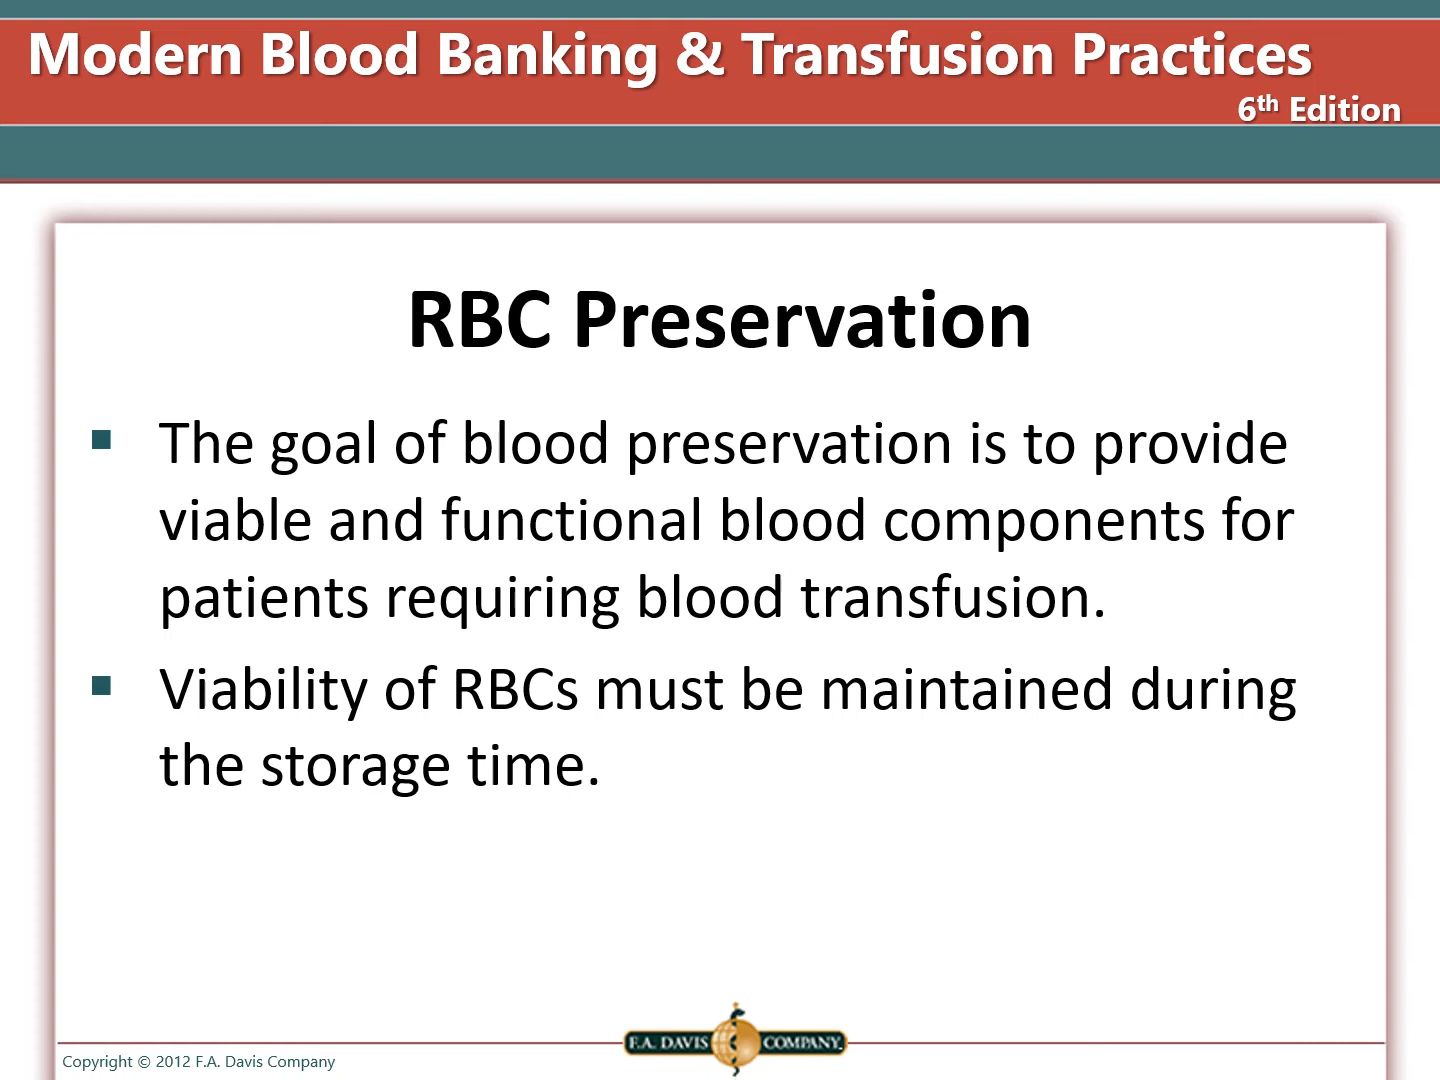 Modern Blood Banking & Transfusion Practices
6th Edition
RBC Preservation
▪ The goal of blood preservation is to provide
viable and functional blood components for
patients requiring blood transfusion.
▪ Viability of RBCs must be maintained during
the storage time.
F.A. DAVIS COMPANY
Copyright © 2012 F.A. Davis Company